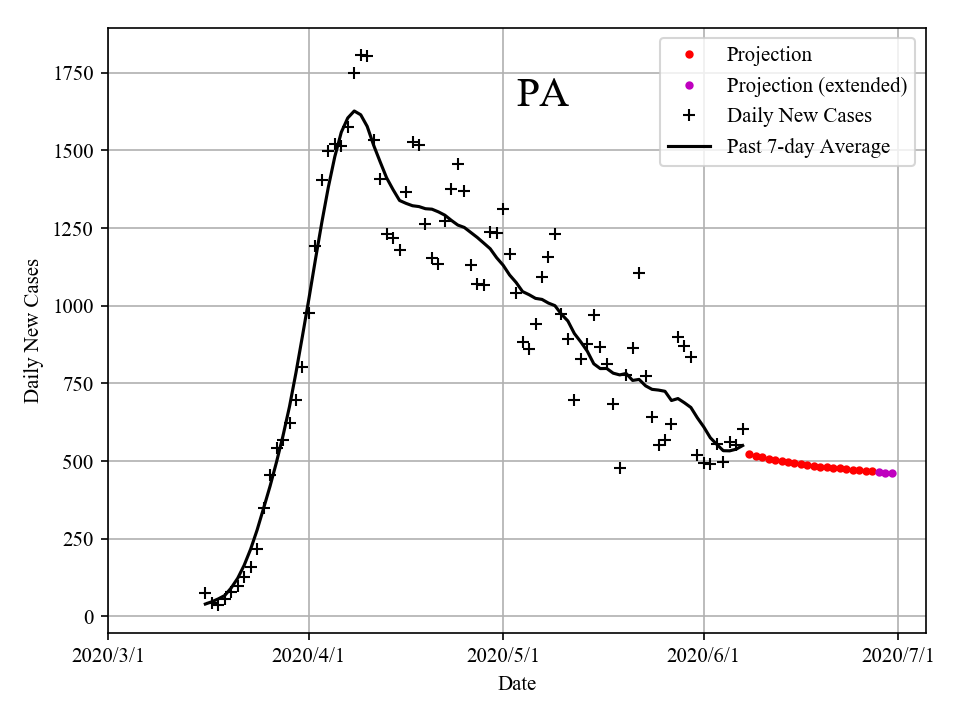 PA
Projection
Projection (extended)
Daily New Cases
Past 7-day Average
Daily New Cases
1750
1500
1250
1000
750
500
250
0
2020/3/1
2020/4/1
2020/5/1
2020/6/1
2020/7/1
Date